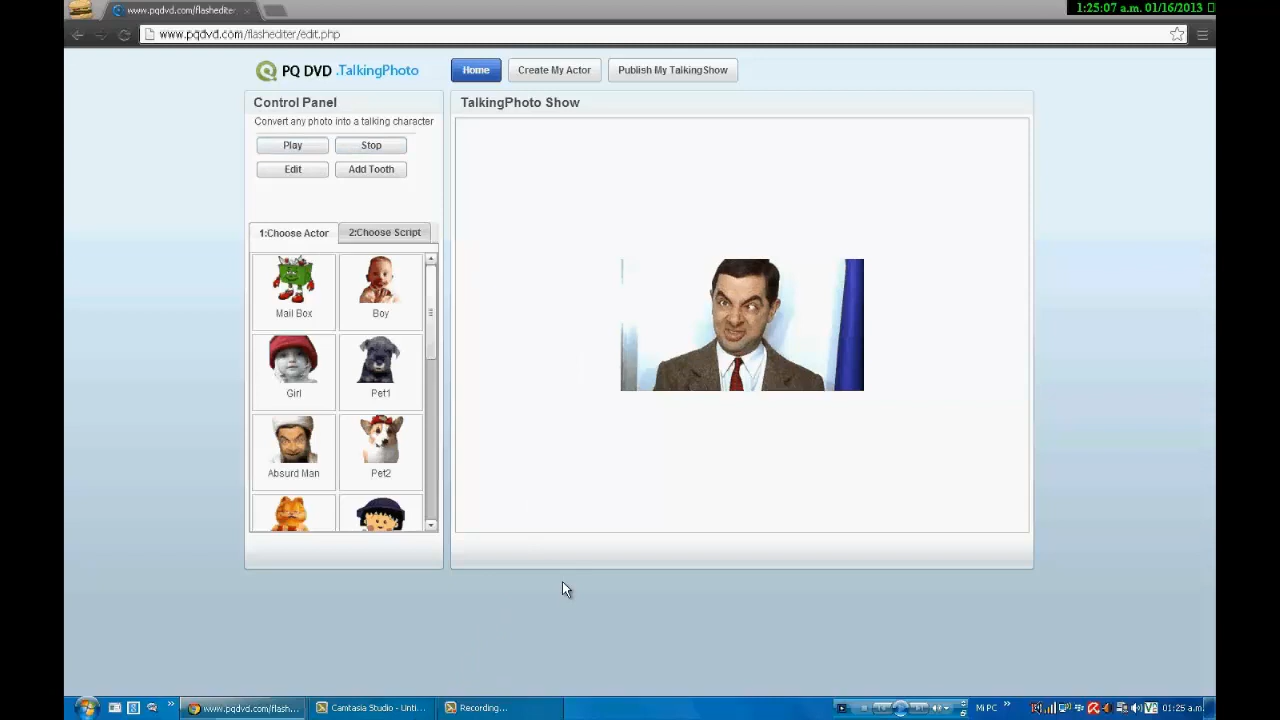 www.pqdvd.com/flashediter
1:25:07 a.m. 01/16/2013
www.pqdvd.com/flashediter/edit.php
PQ DVD .TalkingPhoto
Home
Create My Actor
Publish My TalkingShow
Control Panel
TalkingPhoto Show
Convert any photo into a talking character
Play
Stop
Edit
Add Tooth
1:Choose Actor
2:Choose Script
Mail Box
Boy
Girl
Pet1
Absurd Man
Pet2
www.pqdvd.com/flash...
Camtasia Studio - Unti...
Recording...
Mi PC
01:25 a.m.